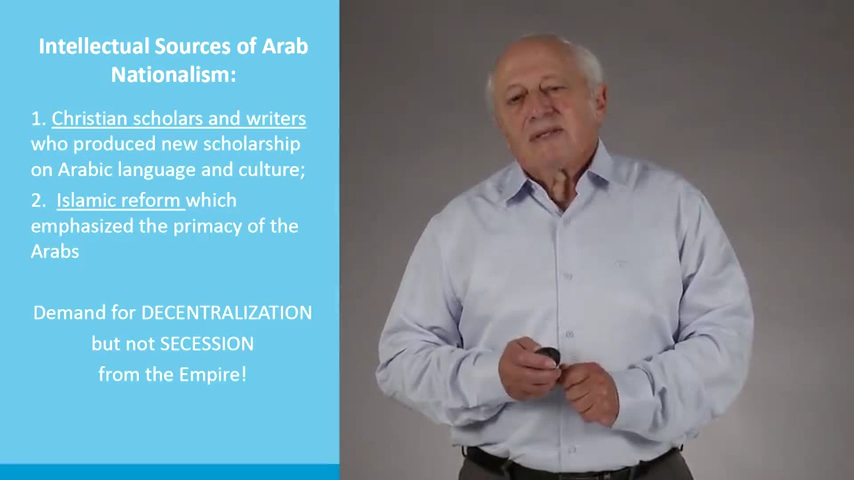 Intellectual Sources of Arab
Nationalism:
1. Christian scholars and writers
who produced new scholarship
on Arabic language and culture;
2. Islamic reform which
emphasized the primacy of the
Arabs
Demand for DECENTRALIZATION
but not SECESSION
from the Empire!